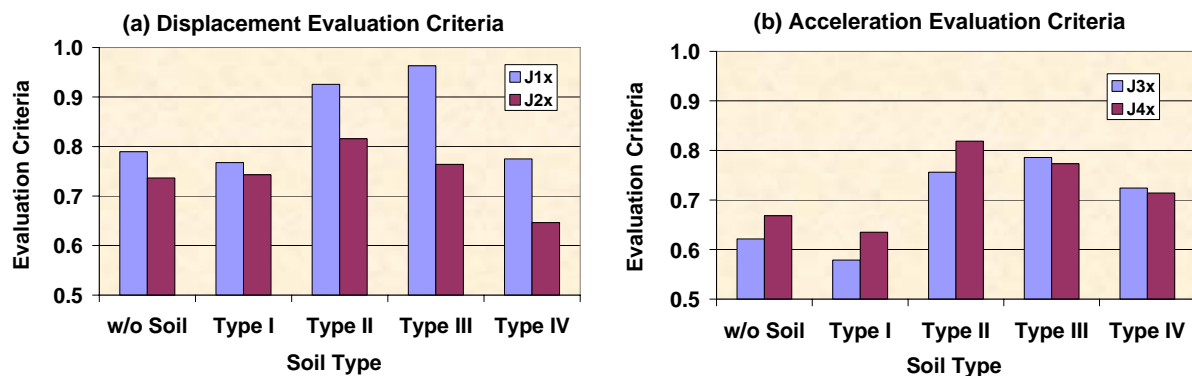 (a) Displacement Evaluation Criteria
1.0
0.9
0.8
0.7
0.6
0.5
Evaluation Criteria
J1x
J2x
w/o Soil Type I Type II Type III Type IV
Soil Type
(b) Acceleration Evaluation Criteria
1.0
0.9
0.8
0.7
0.6
0.5
Evaluation Criteria
J3x
J4x
w/o Soil Type I Type II Type III Type IV
Soil Type